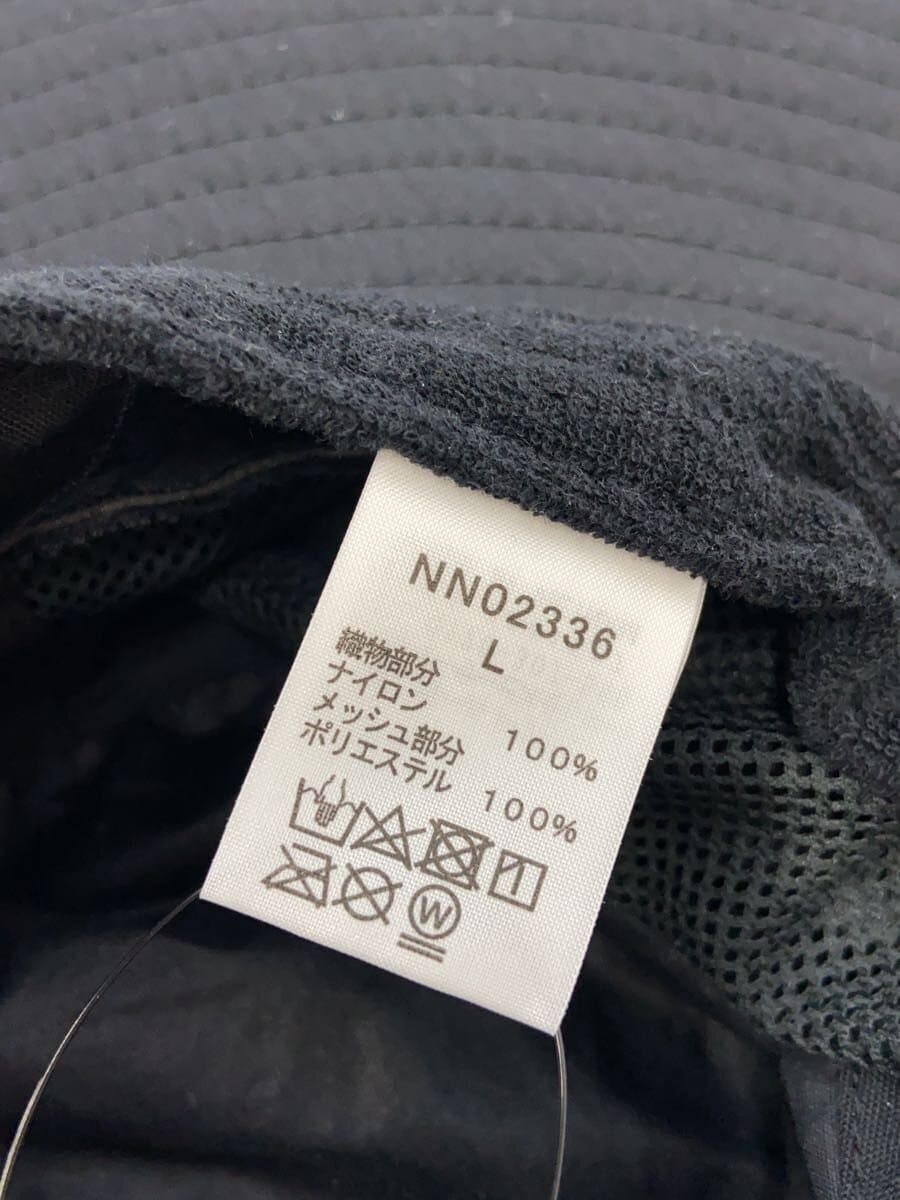 NN02336
L
織物部分
ナイロン 100%
メッシュ部分
ポリエステル 100%
W